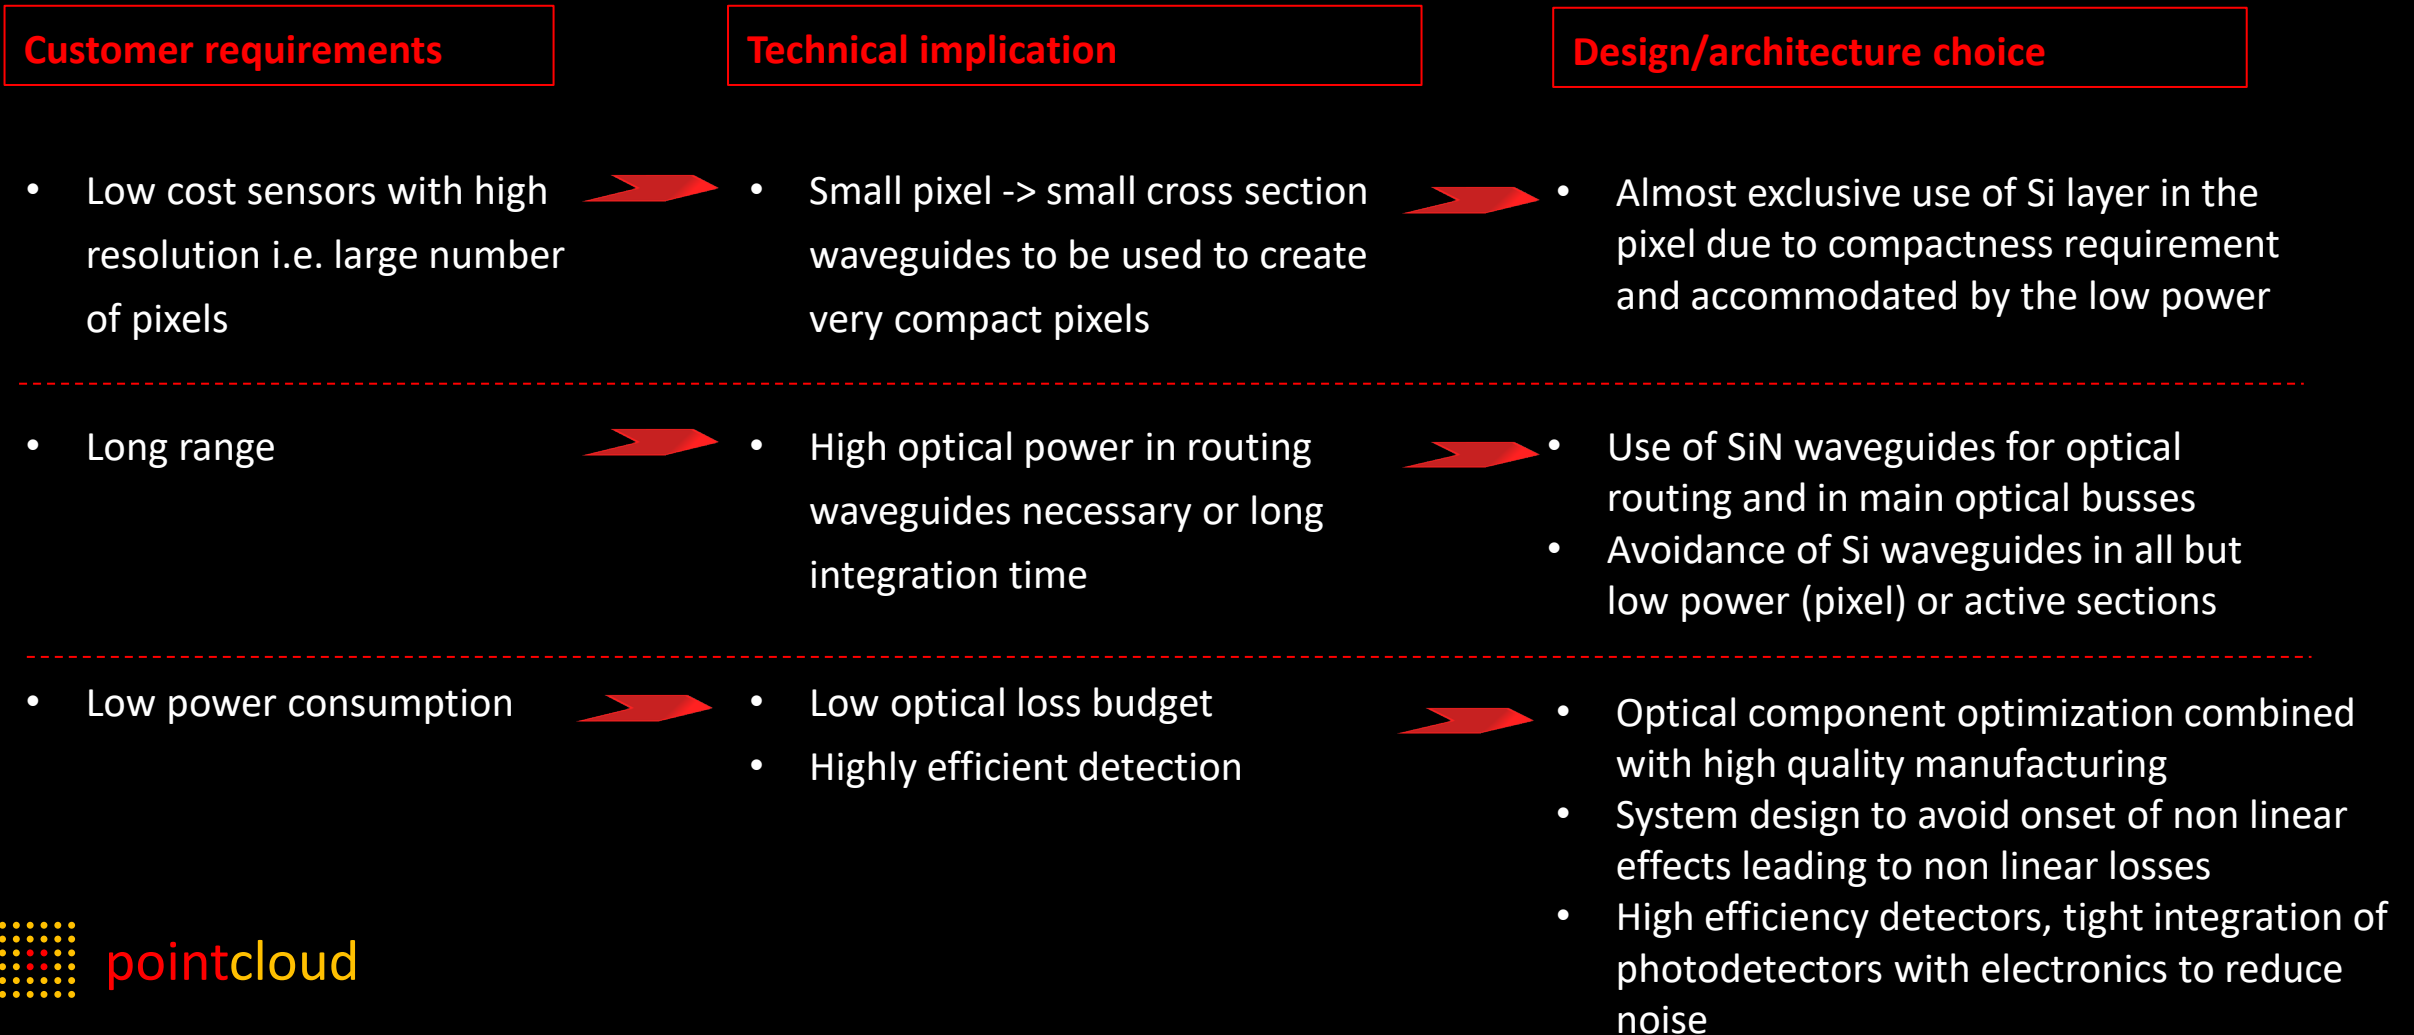 Customer requirements
Technical implication
Design/architecture choice
• Low cost sensors with high
resolution i.e. large number
of pixels
• Small pixel -> small cross section
waveguides to be used to create
very compact pixels
• Almost exclusive use of Si layer in the
pixel due to compactness requirement
and accommodated by the low power
• Long range
• High optical power in routing
waveguides necessary or long
integration time
• Use of SiN waveguides for optical
routing and in main optical busses
• Avoidance of Si waveguides in all but
low power (pixel) or active sections
• Low power consumption
• Low optical loss budget
• Highly efficient detection
• Optical component optimization combined
with high quality manufacturing
• System design to avoid onset of non linear
effects leading to non linear losses
• High efficiency detectors, tight integration of
photodetectors with electronics to reduce
noise
pointcloud